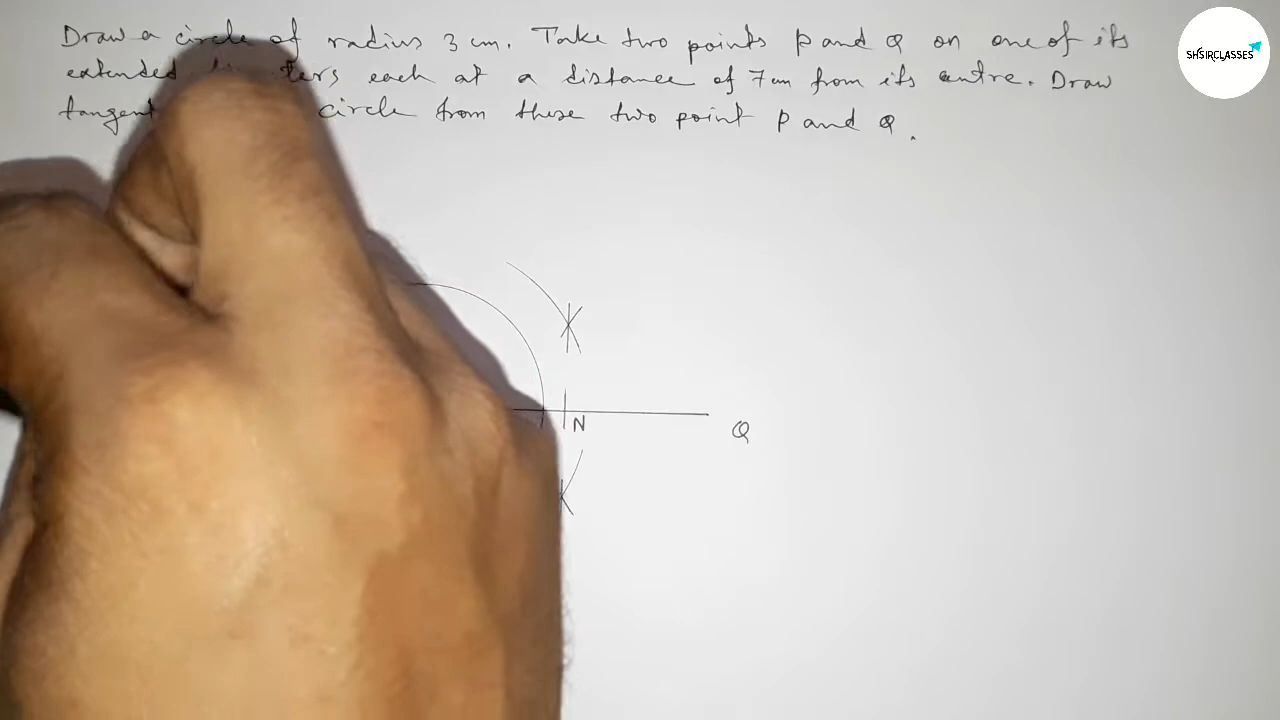 Draw a circle of radius 3 cm. Take two points P and Q on one of its
extended each at a distance of 7 cm from its centre. Draw
tangent circle from these two point P and Q.
SHSIRCLASSES
N
Q